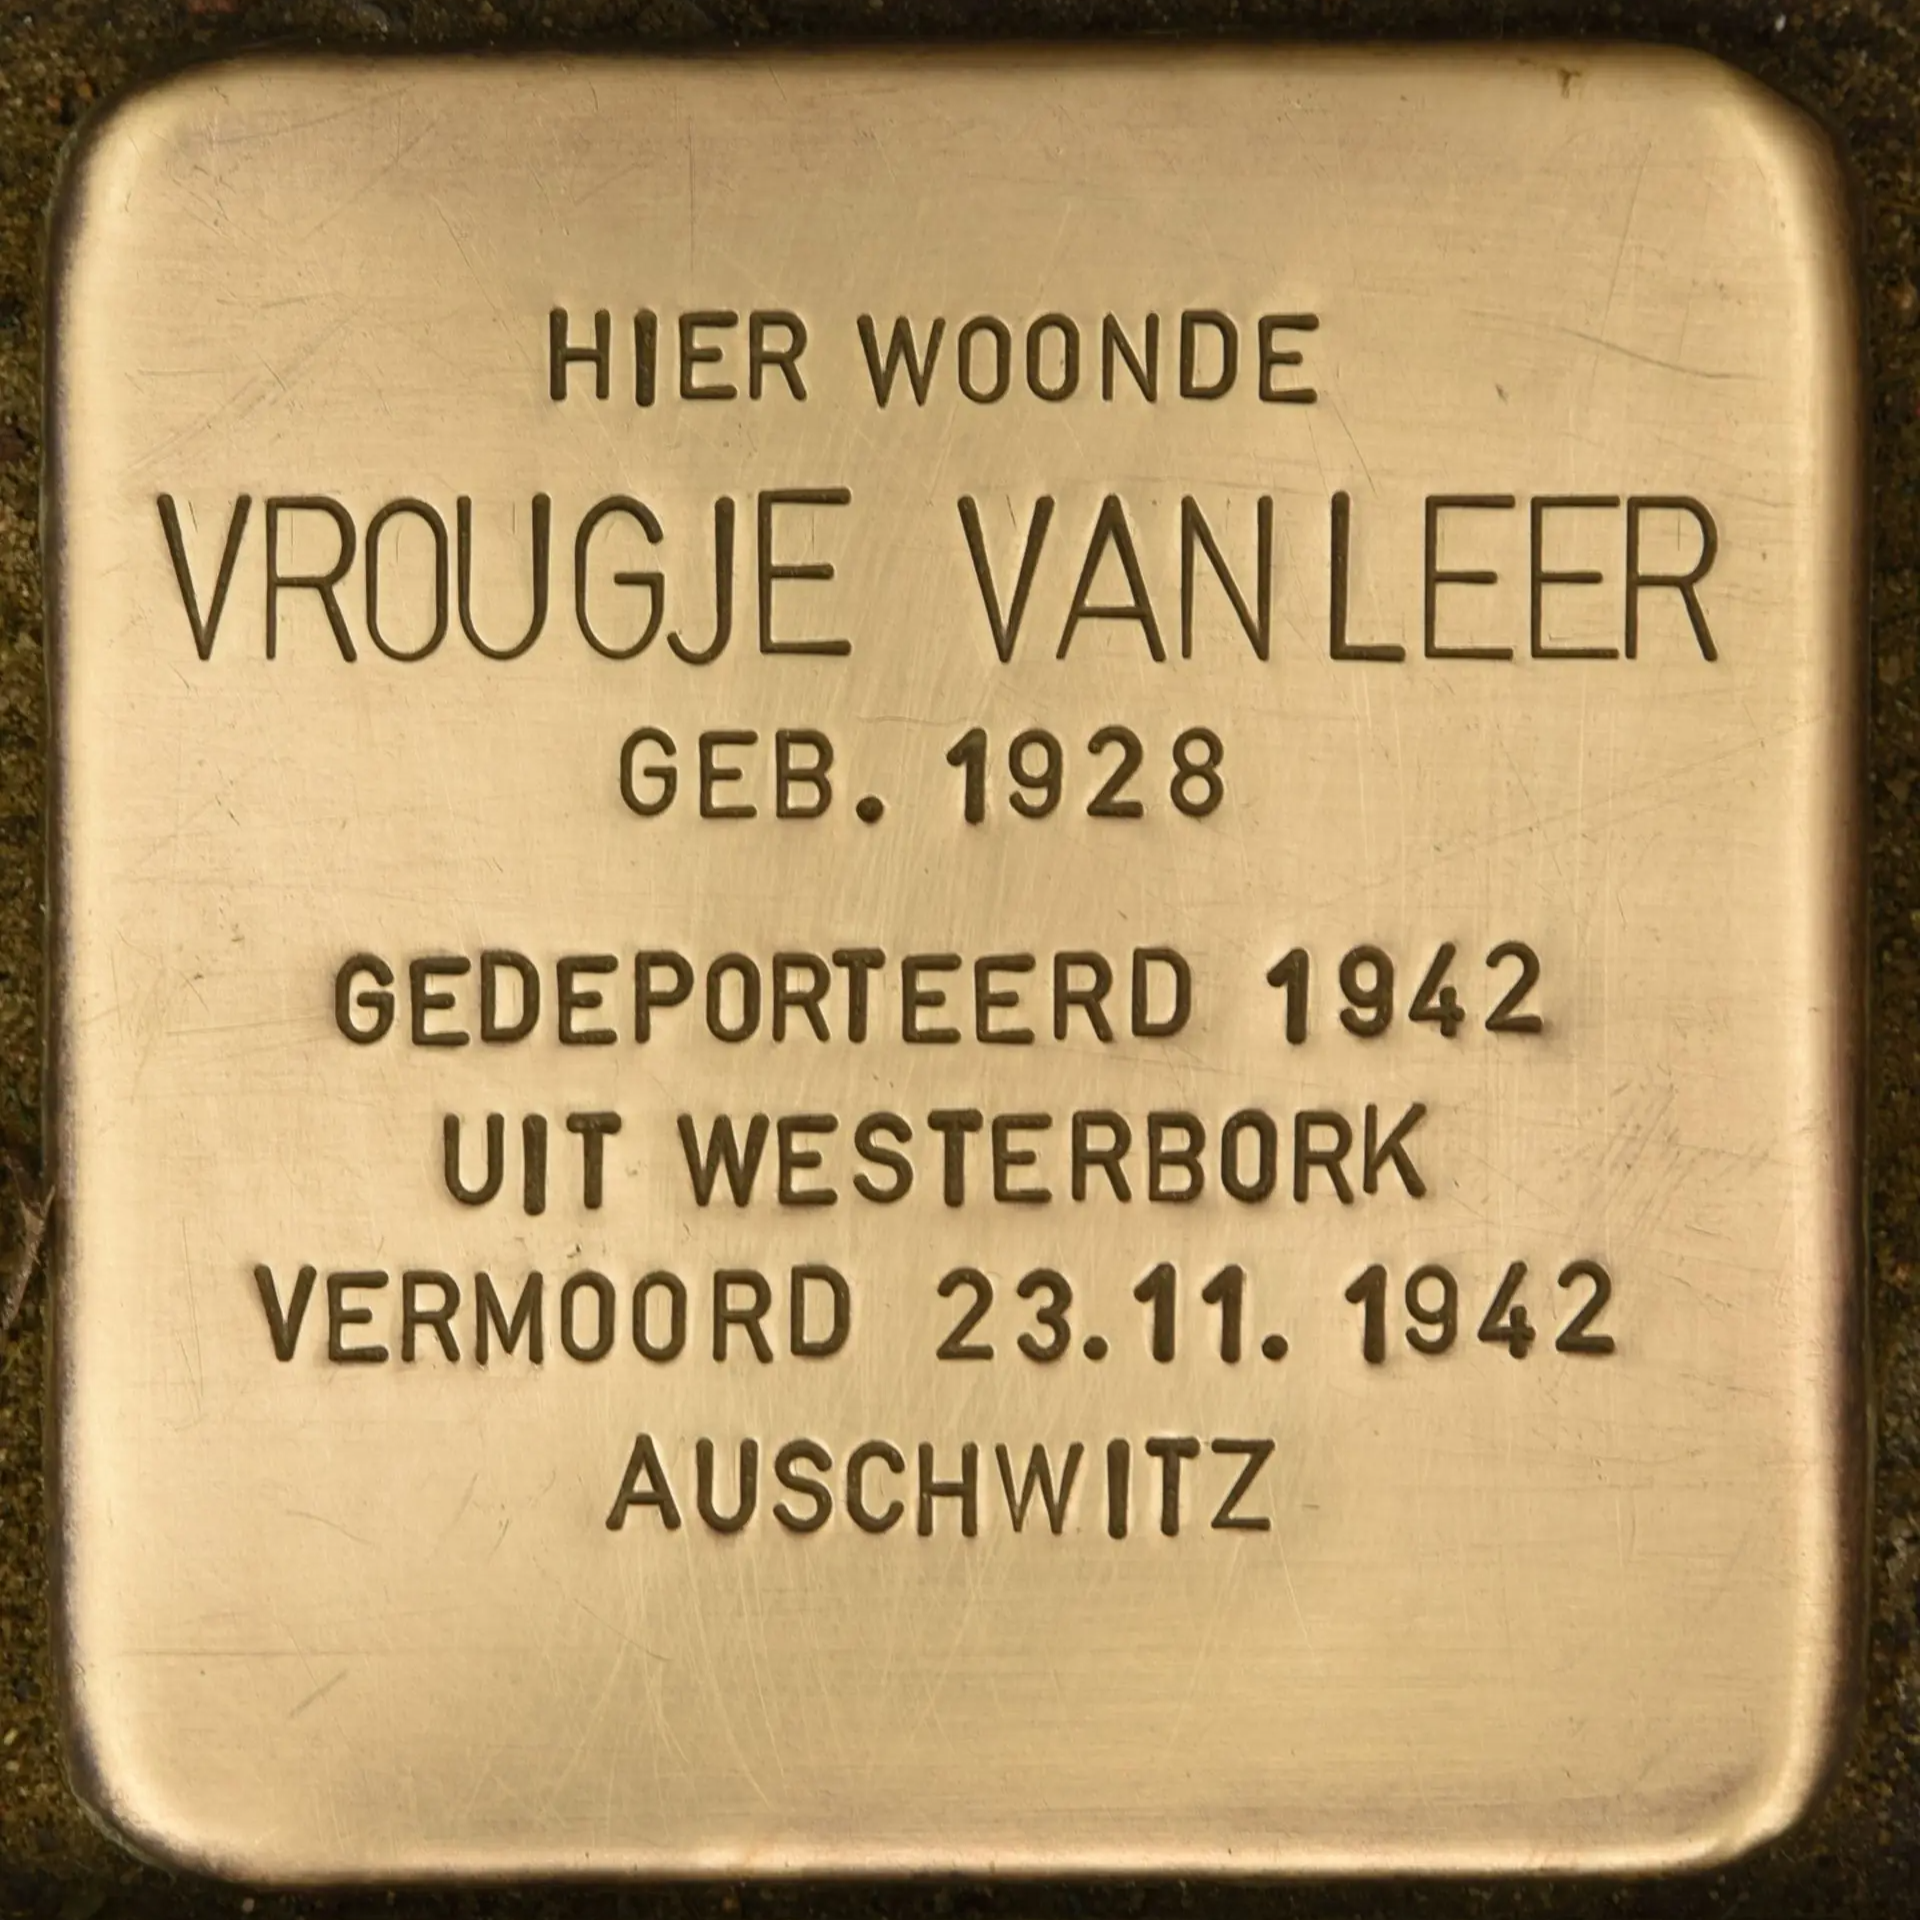 HIER WOONDE
VROUGJE VAN LEER
GEB. 1928
GEDEPORTEERD 1942
UIT WESTERBORK
VERMOORD 23.11.1942
AUSCHWITZ